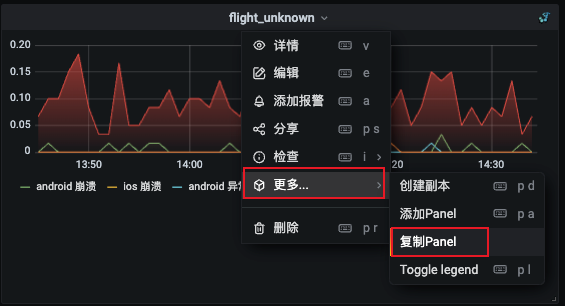 flight_unknown
0.20
0.15
0.10
0.05
0
13:50
14:00
20
14:30
android 崩溃
ios 崩溃
android 异常
详情 v
编辑 e
添加报警 a
分享 p s
检查 i
更多...
删除 p r
创建副本 p d
添加Panel p a
复制Panel
Toggle legend p l